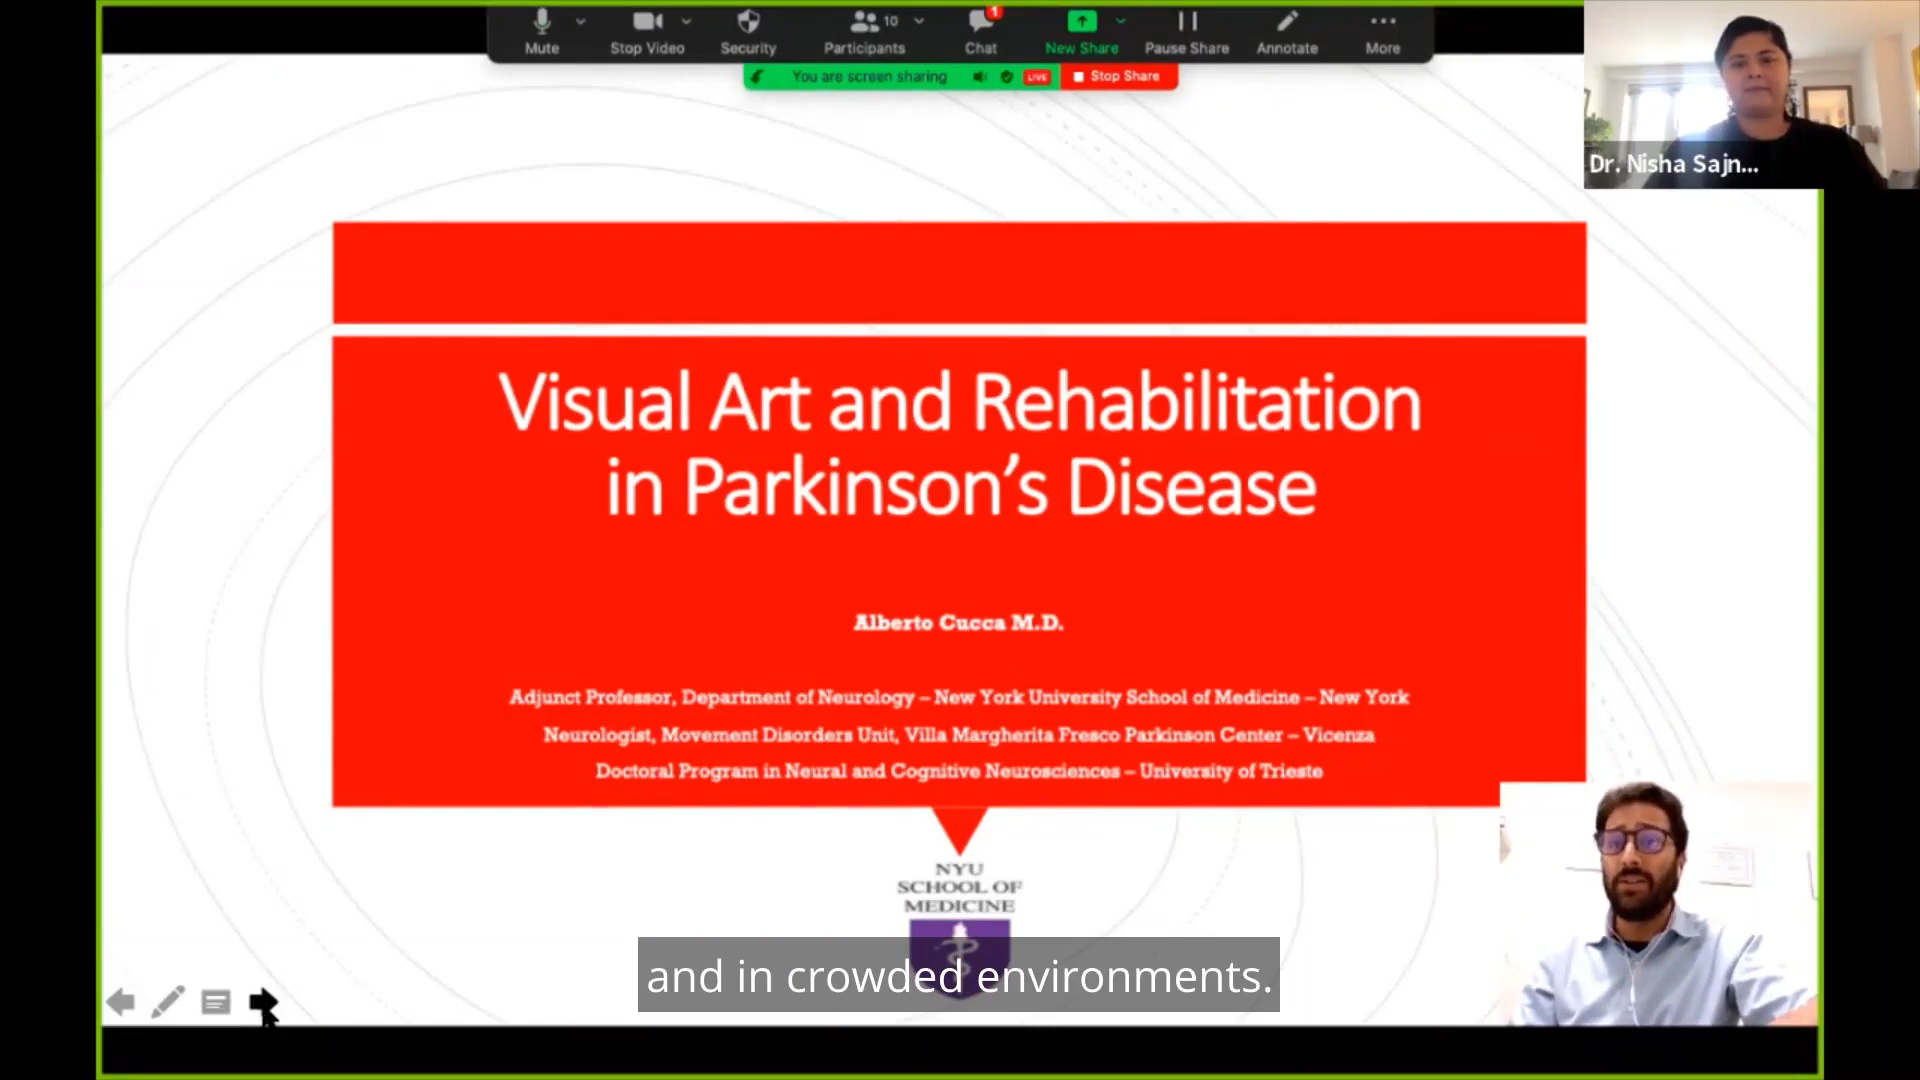 Mute
Stop Video
Security
Participants
10
Chat
1
New Share
Pause Share
Annotate
More
You are screen sharing
LIVE
Stop Share
Dr. Nisha Sajn...
Visual Art and Rehabilitation
in Parkinson’s Disease
Alberto Cucca M.D.
Adjunct Professor, Department of Neurology – New York University School of Medicine – New York
Neurologist, Movement Disorders Unit, Villa Margherita Fresco Parkinson Center – Vicenza
Doctoral Program in Neural and Cognitive Neurosciences – University of Trieste
NYU
SCHOOL OF
MEDICINE
and in crowded environments.